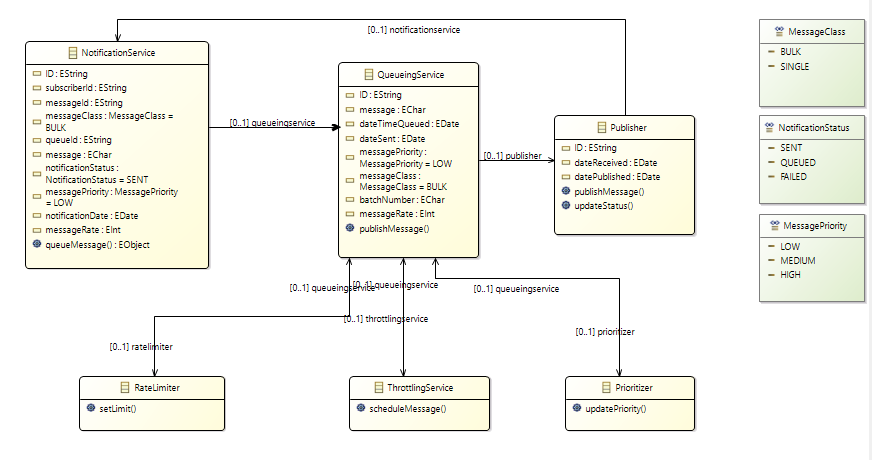 [0..1] notificationservice
NotificationService
ID : EString
subscriberId : EString
messageId : EString
messageClass : MessageClass =
BULK
queueId : EString
message : EChar
notificationStatus :
NotificationStatus = SENT
messagePriority : MessagePriority
= LOW
notificationDate : EDate
messageRate : EInt
queueMessage() : EObject
[0..1] queueingservice
QueueingService
ID : EString
message : EChar
dateTimeQueued : EDate
dateSent : EDate
messagePriority :
MessagePriority = LOW
messageClass :
MessageClass = BULK
batchNumber : EChar
messageRate : EInt
publishMessage()
[0..1] publisher
Publisher
ID : EString
dateReceived : EDate
datePublished : EDate
publishMessage()
updateStatus()
MessageClass
BULK
SINGLE
NotificationStatus
SENT
QUEUED
FAILED
MessagePriority
LOW
MEDIUM
HIGH
[0..1] queueingservice
[0..1] queueingservice
[0..1] queueingservice
[0..1] throttlingservice
[0..1] ratelimiter
[0..1] prioritizer
RateLimiter
setLimit()
ThrottlingService
scheduleMessage()
Prioritizer
updatePriority()